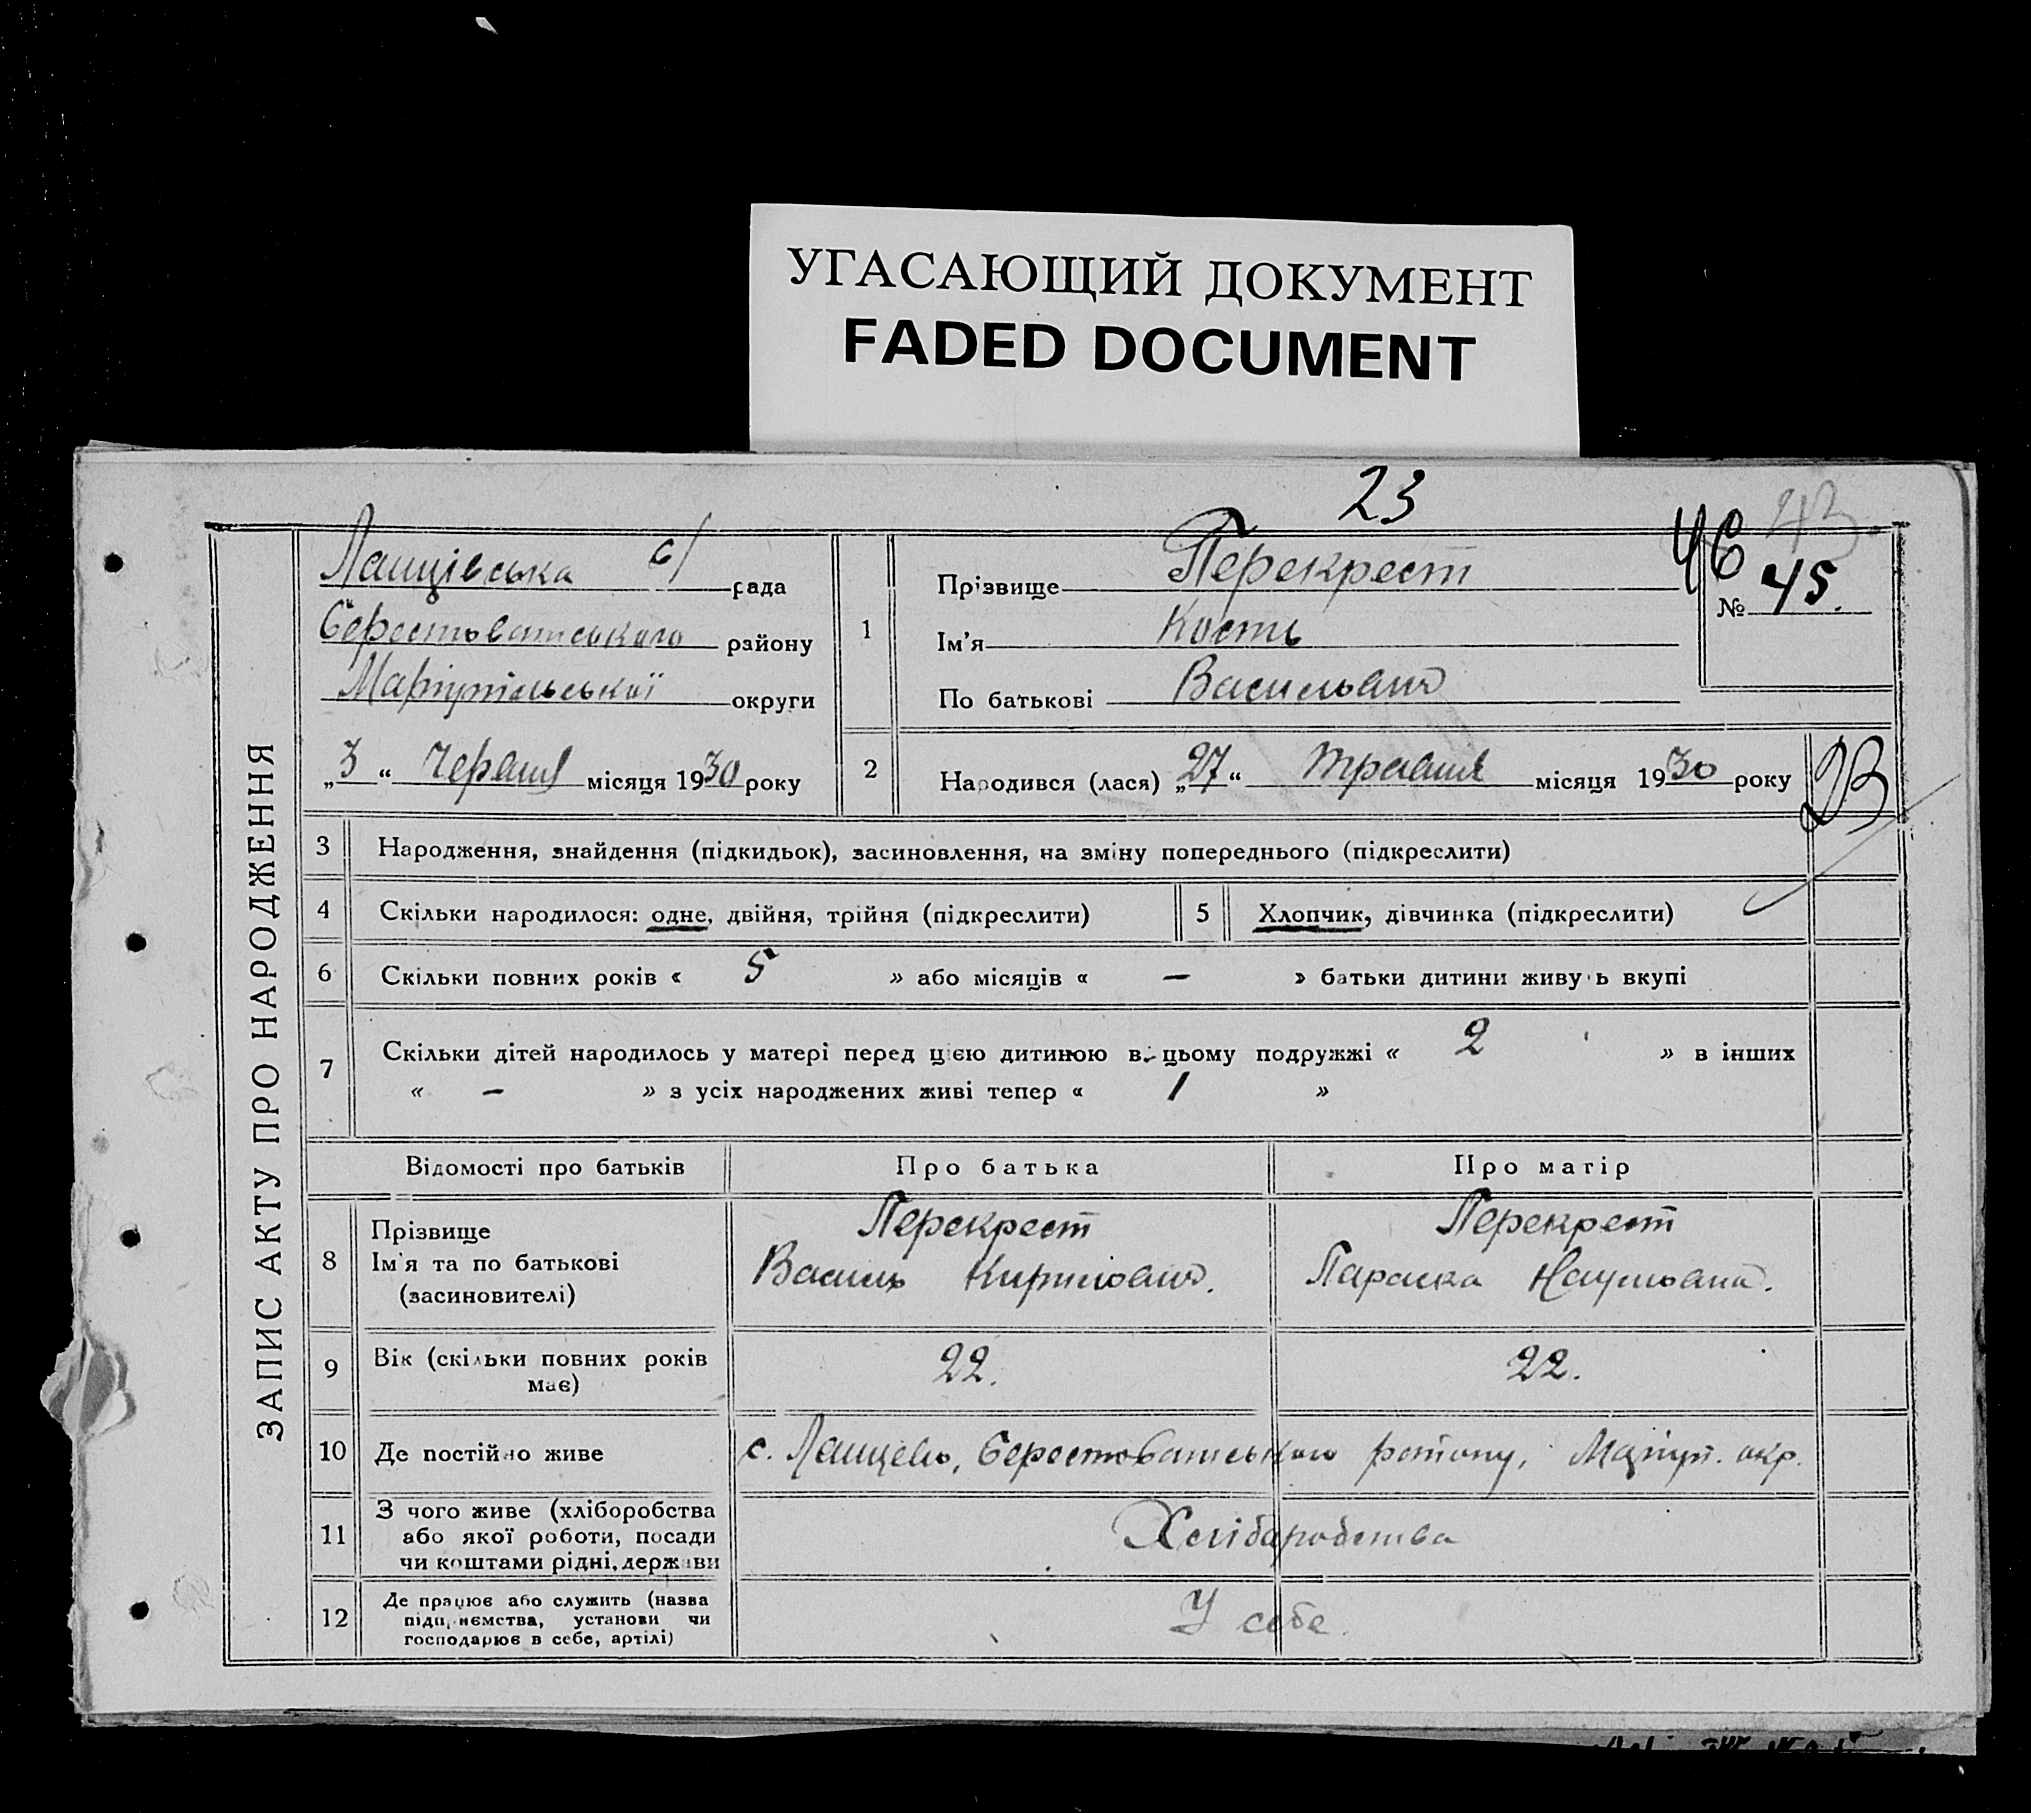 УГАСАЮЩИЙ ДОКУМЕНТ
FADED DOCUMENT
23
43
46
ЗАПИС АКТУ ПРО НАРОДЖЕННЯ
Лащівська с/рада
Берестоватського району
Маріупільської округи
„3“ Червня місяця 1930 року
1
Прізвище Перекрест
Ім'я Кость
По батькові Васильович
№ 45.
2
Народився (лася) „27“ травня місяця 1930 року
3 Народження, знайдення (підкидьок), засиновлення, на зміну попереднього (підкреслити)
4 Скільки народилося: одне, двійня, трійня (підкреслити)
5 Хлопчик, дівчинка (підкреслити)
6 Скільки повних років « 5 » або місяців « — » батьки дитини живуть вкупі
7 Скільки дітей народилось у матері перед цією дитиною в цьому подружжі « 2 » в інших
« — » з усіх народжених живі тепер « 1 »
Відомості про батьків Про батька Про матір
8 Прізвище
Ім'я та по батькові
(засиновителі)
Перекрест
Василь Кирилович.
Перекрест
Параска Наумовна.
9 Вік (скільки повних років
має)
22. 22.
10 Де постійно живе с. Лащево, Берестоватського району, Маріуп. окр.
11 З чого живе (хліборобства
або якої роботи, посади
чи коштами рідні, держави
Хліборобства
12 Де працює або служить (назва
підприємства, установи чи
господарює в себе, артілі)
У себе.